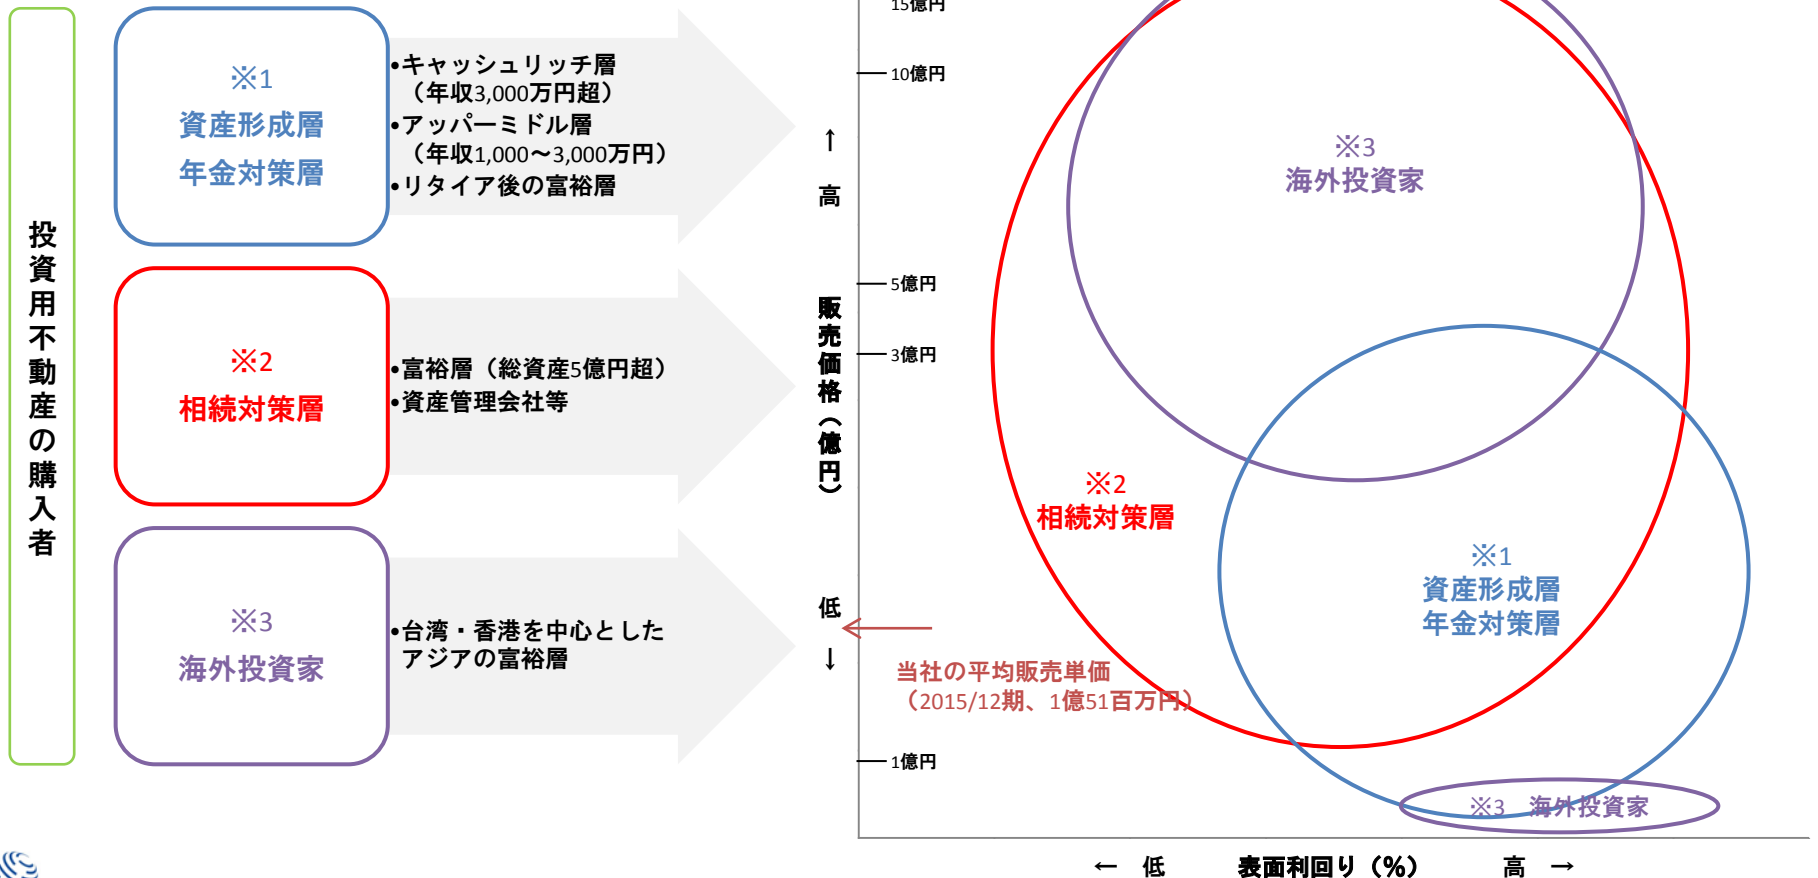 投資用不動産の購入者
※1
資産形成層
年金対策層
•キャッシュリッチ層
（年収3,000万円超）
•アッパーミドル層
（年収1,000～3,000万円）
•リタイア後の富裕層
※2
相続対策層
•富裕層（総資産5億円超）
•資産管理会社等
※3
海外投資家
•台湾・香港を中心とした
アジアの富裕層
↑
高
販売価格（億円）
低
↓
15億円
10億円
5億円
3億円
1億円
※3
海外投資家
※2
相続対策層
※1
資産形成層
年金対策層
当社の平均販売単価
（2015/12期、1億51百万円）
※3 海外投資家
← 低 表面利回り（%） 高 →